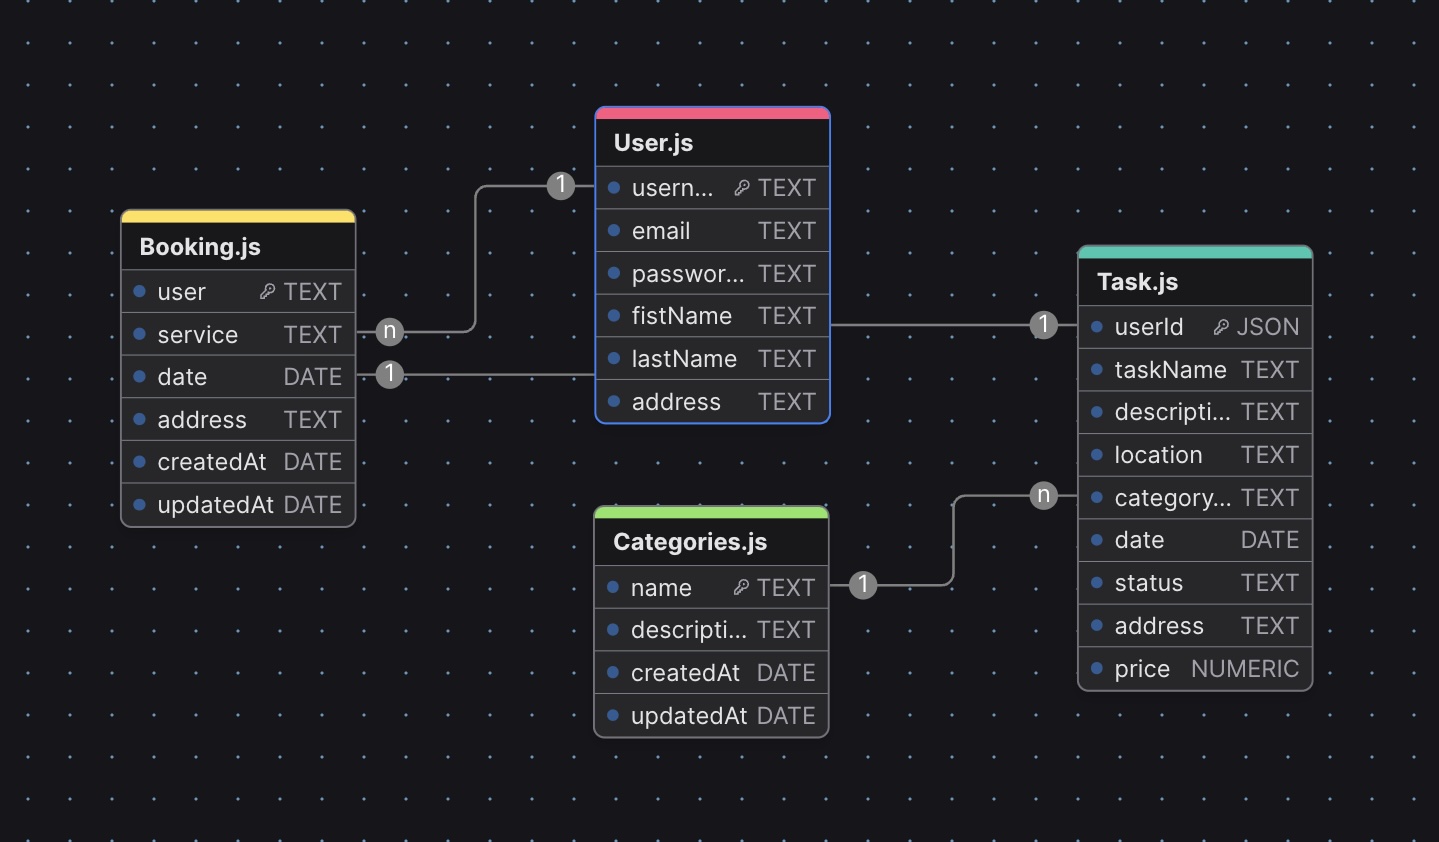 User.js
usern... TEXT
email TEXT
passwor... TEXT
fistName TEXT
lastName TEXT
address TEXT
1
Booking.js
user TEXT
service TEXT
date DATE
address TEXT
createdAt DATE
updatedAt DATE
n
1
Task.js
userId JSON
taskName TEXT
descripti... TEXT
location TEXT
category... TEXT
date DATE
status TEXT
address TEXT
price NUMERIC
1
n
Categories.js
name TEXT
descripti... TEXT
createdAt DATE
updatedAt DATE
1